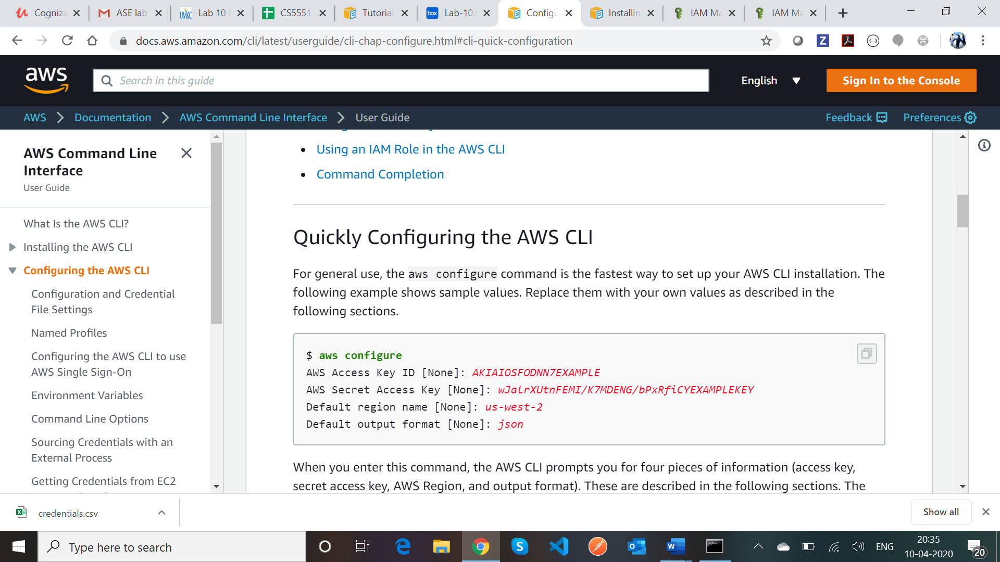 Cogniza
ASE lab
Lab 10
CS5551
Tutorial
Lab-10.
Configu
Installin
IAM Ma
IAM Ma
docs.aws.amazon.com/cli/latest/userguide/cli-chap-configure.html#cli-quick-configuration
aws
Search in this guide
English
Sign In to the Console
AWS
Documentation
AWS Command Line Interface
User Guide
Feedback
Preferences
AWS Command Line
Interface
User Guide
What Is the AWS CLI?
Installing the AWS CLI
Configuring the AWS CLI
Configuration and Credential
File Settings
Named Profiles
Configuring the AWS CLI to use
AWS Single Sign-On
Environment Variables
Command Line Options
Sourcing Credentials with an
External Process
Getting Credentials from EC2
• Using an IAM Role in the AWS CLI
• Command Completion
Quickly Configuring the AWS CLI
For general use, the aws configure command is the fastest way to set up your AWS CLI installation. The
following example shows sample values. Replace them with your own values as described in the
following sections.
$ aws configure
AWS Access Key ID [None]: AKIAIOSFODNN7EXAMPLE
AWS Secret Access Key [None]: wJalrXUtnFEMI/K7MDENG/bPxRfiCYEXAMPLEKEY
Default region name [None]: us-west-2
Default output format [None]: json
When you enter this command, the AWS CLI prompts you for four pieces of information (access key,
secret access key, AWS Region, and output format). These are described in the following sections. The
credentials.csv
Show all
Type here to search
ENG
20:35
10-04-2020
20